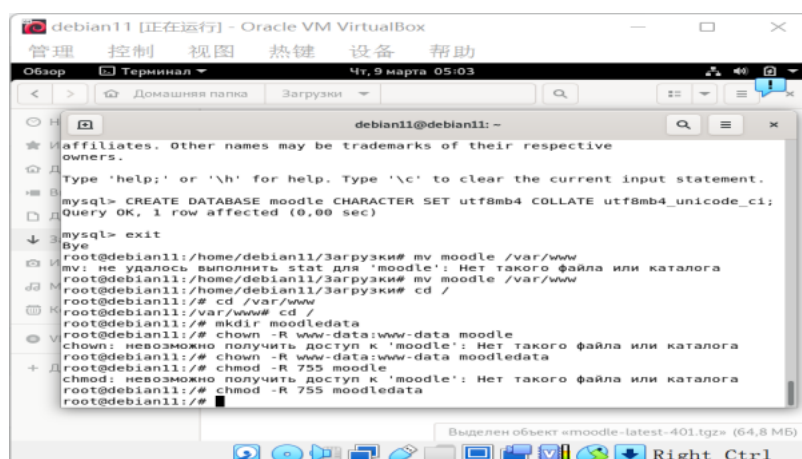 debian11 [正在运行] - Oracle VM VirtualBox
管理 控制 视图 热键 设备 帮助
Обзор Терминал Чт, 9 марта 05:03
Домашняя папка Загрузки
debian11@debian11: ~
affiliates. Other names may be trademarks of their respective
owners.
Type 'help;' or '\h' for help. Type '\c' to clear the current input statement.
mysql> CREATE DATABASE moodle CHARACTER SET utf8mb4 COLLATE utf8mb4_unicode_ci;
Query OK, 1 row affected (0,00 sec)
mysql> exit
Bye
root@debian11:/home/debian11/Загрузки# mv moodle /var/www
mv: не удалось выполнить stat для 'moodle': Нет такого файла или каталога
root@debian11:/home/debian11/Загрузки# mv moodle /var/www
root@debian11:/home/debian11/Загрузки# cd /
root@debian11:/# cd /var/www
root@debian11:/var/www# cd /
root@debian11:/# mkdir moodledata
root@debian11:/# chown -R www-data:www-data moodle
chown: невозможно получить доступ к 'moodle': Нет такого файла или каталога
root@debian11:/# chown -R www-data:www-data moodledata
root@debian11:/# chmod -R 755 moodle
chmod: невозможно получить доступ к 'moodle': Нет такого файла или каталога
root@debian11:/# chmod -R 755 moodledata
root@debian11:/#
Выделен объект «moodle-latest-401.tgz» (64,8 МБ)
Right Ctrl